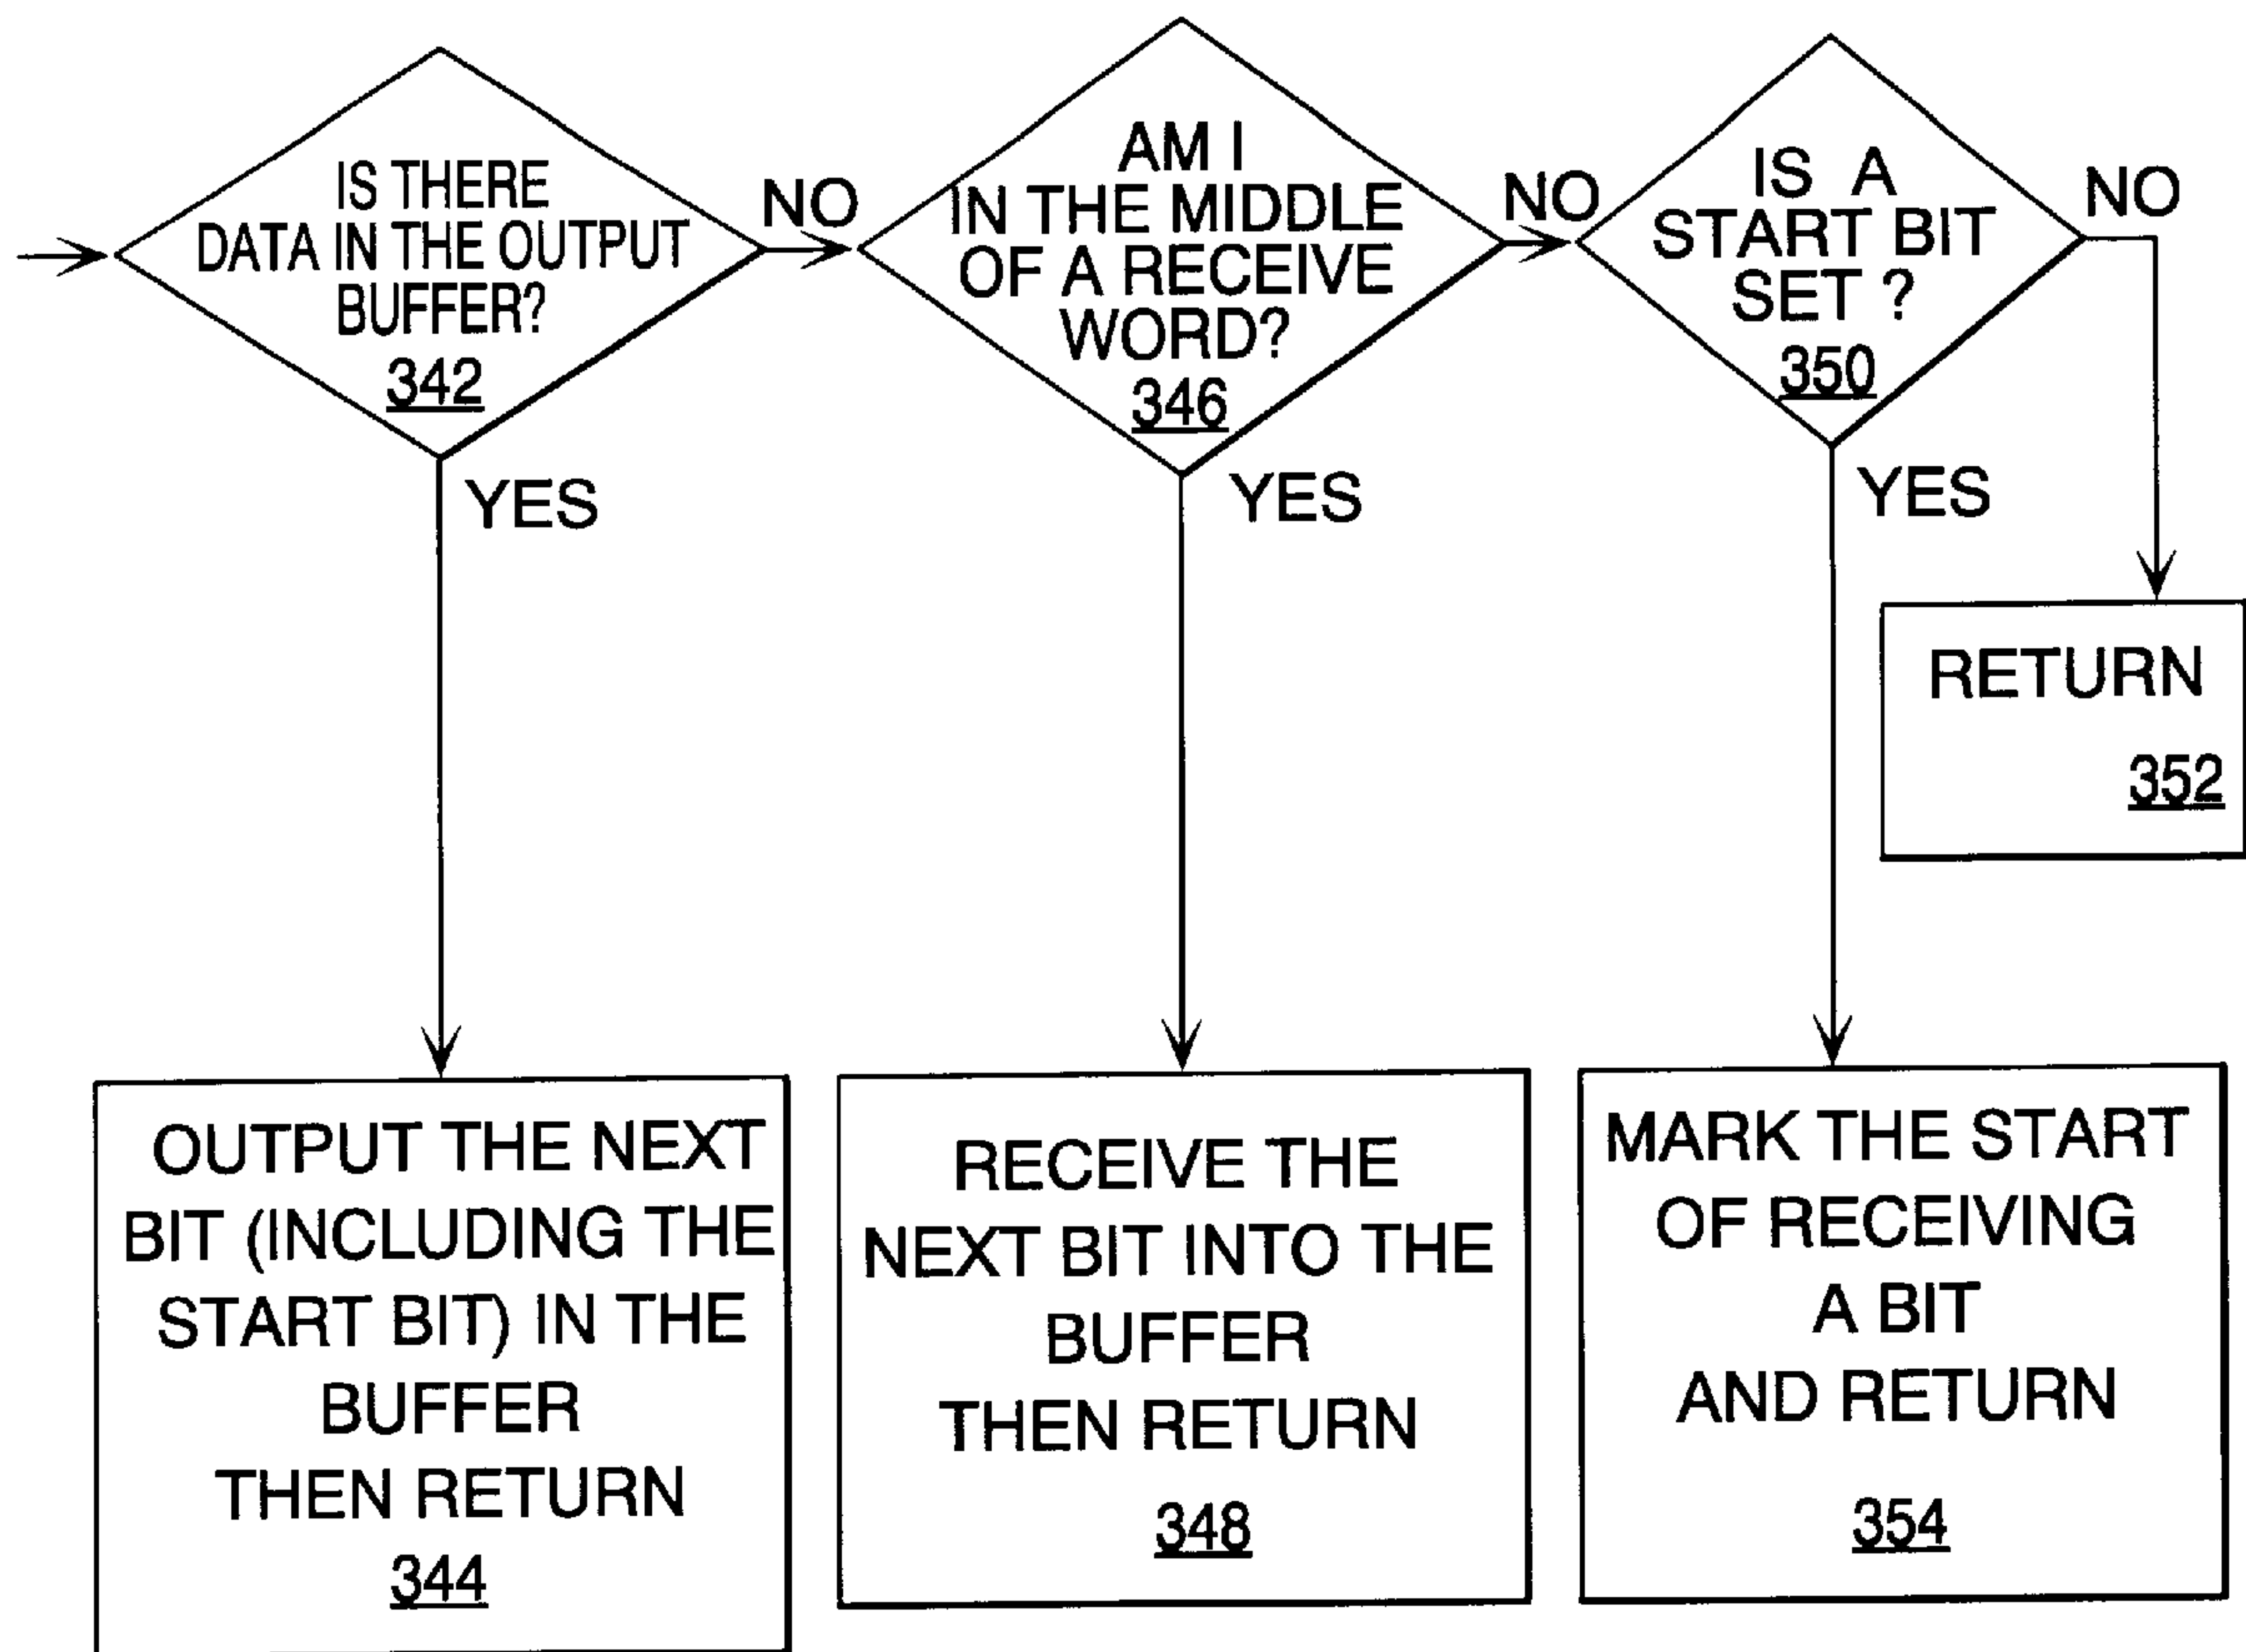 IS THERE
DATA IN THE OUTPUT
BUFFER?
342
NO
YES
AM I
IN THE MIDDLE
OF A RECEIVE
WORD?
346
NO
YES
IS A
START BIT
SET ?
350
NO
YES
RETURN
352
OUTPUT THE NEXT
BIT (INCLUDING THE
START BIT) IN THE
BUFFER
THEN RETURN
344
RECEIVE THE
NEXT BIT INTO THE
BUFFER
THEN RETURN
348
MARK THE START
OF RECEIVING
A BIT
AND RETURN
354